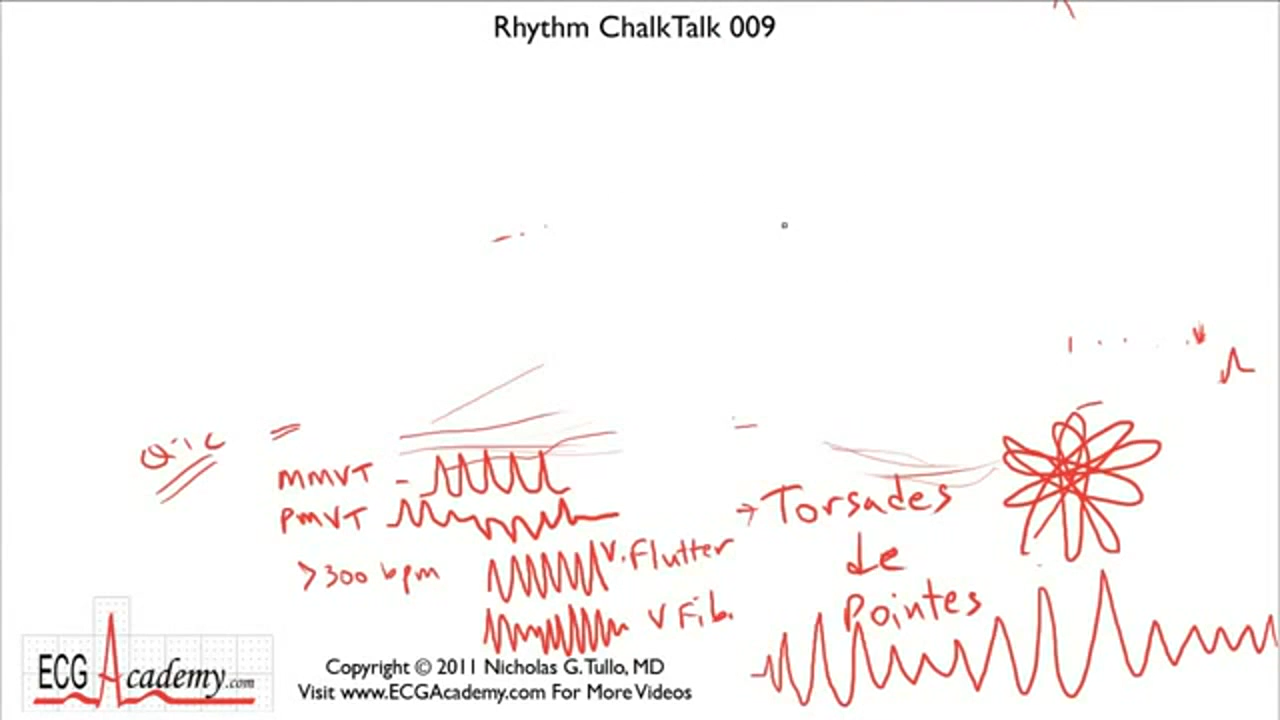 Rhythm ChalkTalk 009
MMVT -
PMVT
>300 bpm
V. Flutter
V Fib.
→ Torsades
de
Pointes
ECG Academy.com
Copyright © 2011 Nicholas G. Tullo, MD
Visit www.ECGAcademy.com For More Videos